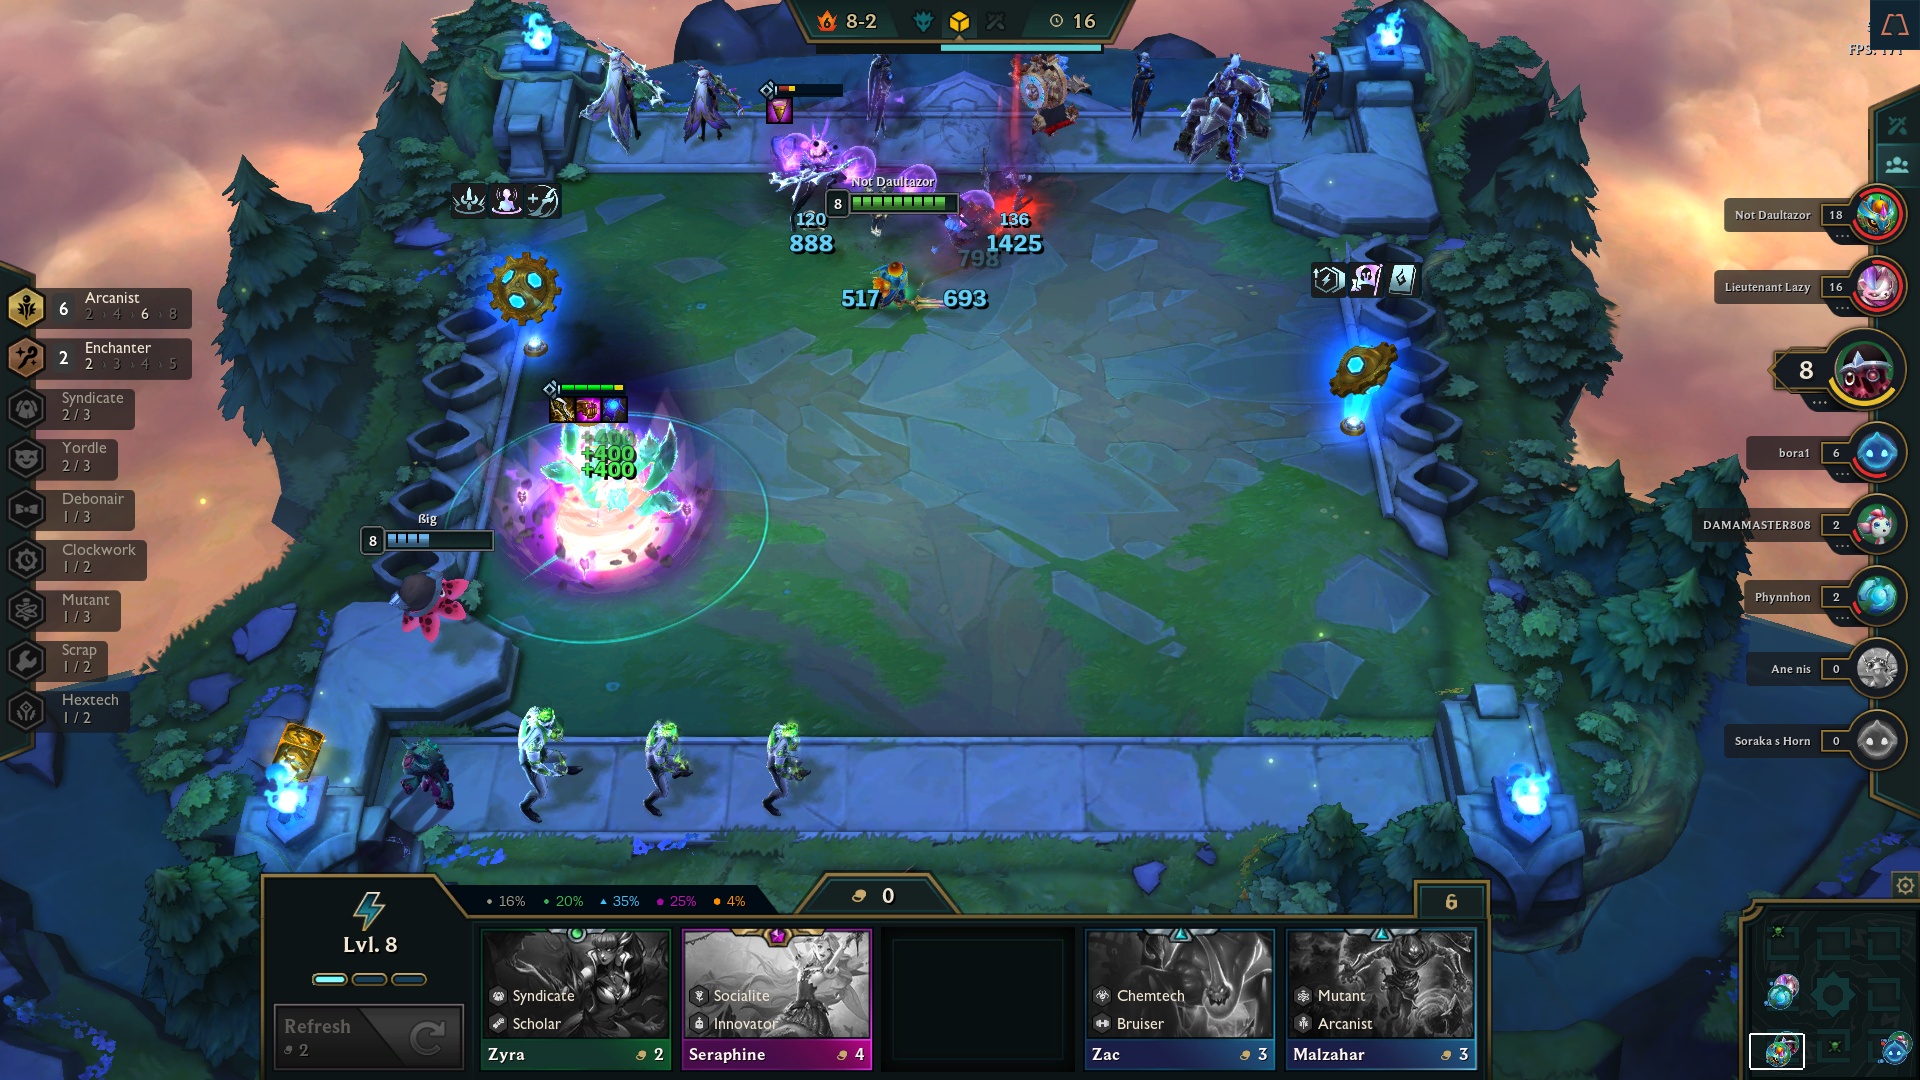 8-2
16
FPS: 171
6
Arcanist
2 › 4 › 6 › 8
2
Enchanter
2 › 3 › 4 › 5
Syndicate
2 / 3
Yordle
2 / 3
Debonair
1 / 3
Clockwork
1 / 2
Mutant
1 / 3
Scrap
1 / 2
Hextech
1 / 2
Not Daultazor
8
120
888
136
1425
798
517
693
+400
+400
+400
ßig
8
Not Daultazor
18
Lieutenant Lazy
16
8
bora1
6
DAMAMASTER808
2
Phynnhon
2
Ane nis
0
Soraka s Horn
0
16%
20%
35%
25%
4%
0
6
Lvl. 8
Refresh
2
Syndicate
Scholar
Zyra
2
Socialite
Innovator
Seraphine
4
Chemtech
Bruiser
Zac
3
Mutant
Arcanist
Malzahar
3